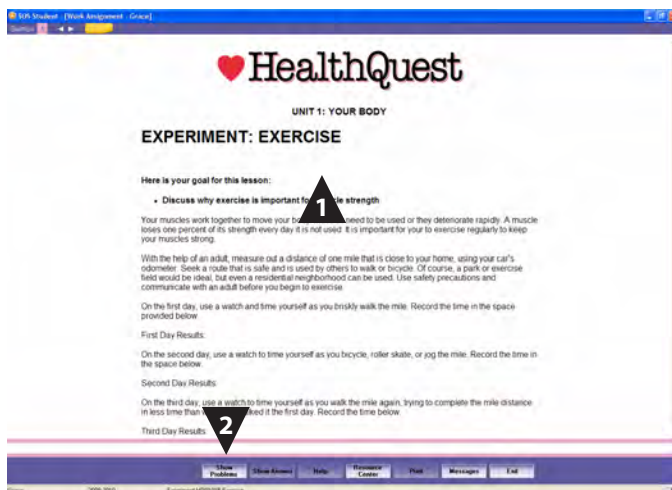 SOS Student - [Work Assignment - Grace]
HealthQuest
UNIT 1: YOUR BODY
EXPERIMENT: EXERCISE
Here is your goal for this lesson:
• Discuss why exercise is important for strength
1
Your muscles work together to move your need to be used or they deteriorate rapidly. A muscle
loses one percent of its strength every day it is not used. It is important for your to exercise regularly to keep
your muscles strong.
With the help of an adult, measure out a distance of one mile that is close to your home, using your car's
odometer. Seek a route that is safe and is used by others to walk or bicycle. Of course, a park or exercise
field would be ideal, but even a residential neighborhood can be used. Use safety precautions and
communicate with an adult before you begin to exercise.
On the first day, use a watch and time yourself as you briskly walk the mile. Record the time in the space
provided below.
First Day Results:
On the second day, use a watch to time yourself as you bicycle, roller skate, or jog the mile. Record the time in
the space below.
Second Day Results:
On the third day, use a watch to time yourself as you walk the mile again, trying to complete the mile distance
in less time than it the first day. Record the time below.
2
Third Day Results:
Show Problems Show Answer Help Resource Center Print Messages Exit